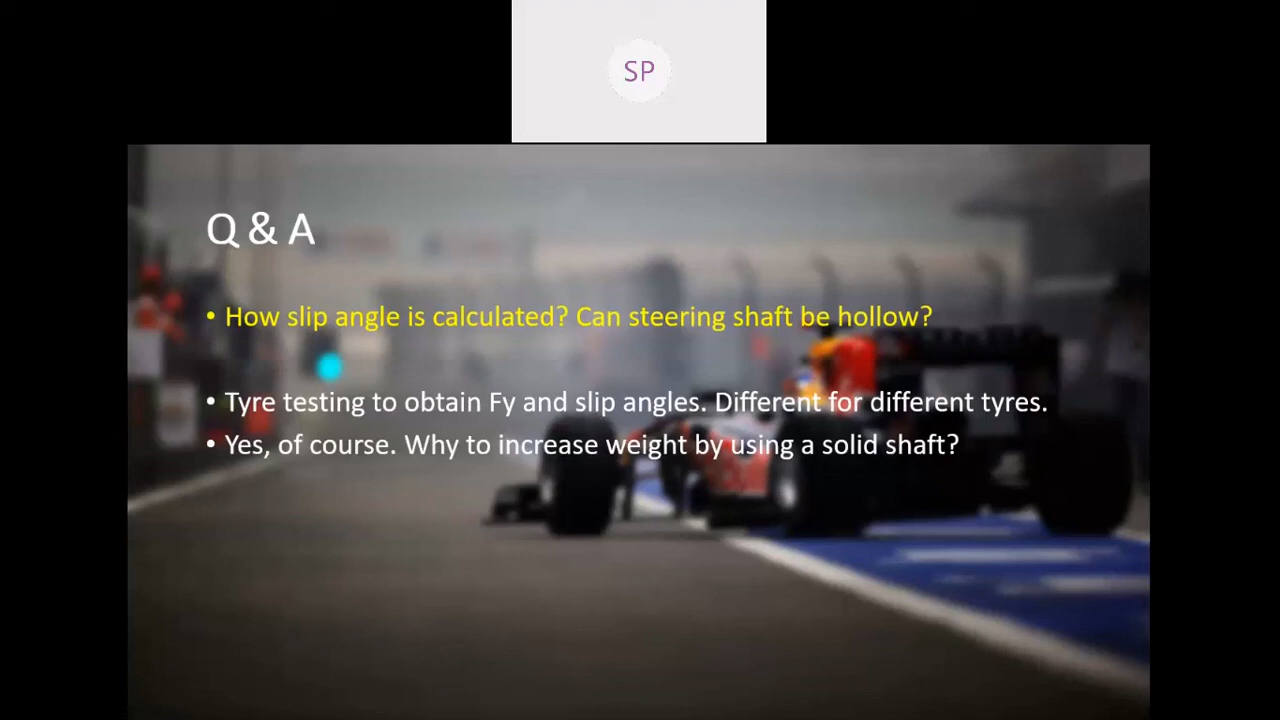 SP
Q & A
• How slip angle is calculated? Can steering shaft be hollow?
• Tyre testing to obtain Fy and slip angles. Different for different tyres.
• Yes, of course. Why to increase weight by using a solid shaft?